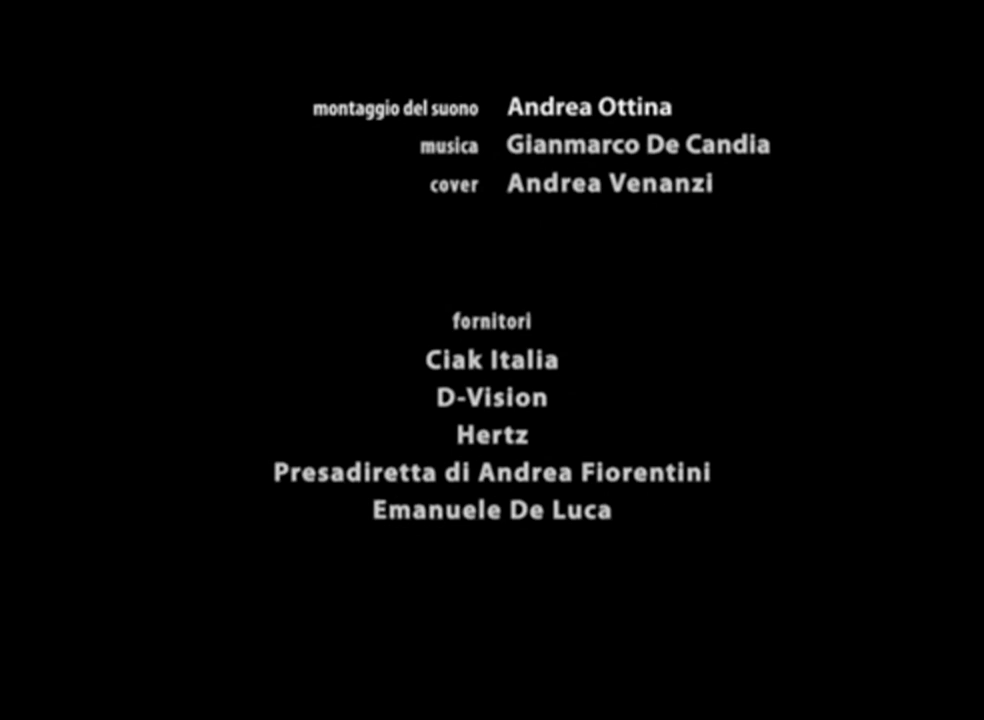 montaggio del suono Andrea Ottina
musica Gianmarco De Candia
cover Andrea Venanzi
fornitori
Ciak Italia
D-Vision
Hertz
Presadiretta di Andrea Fiorentini
Emanuele De Luca